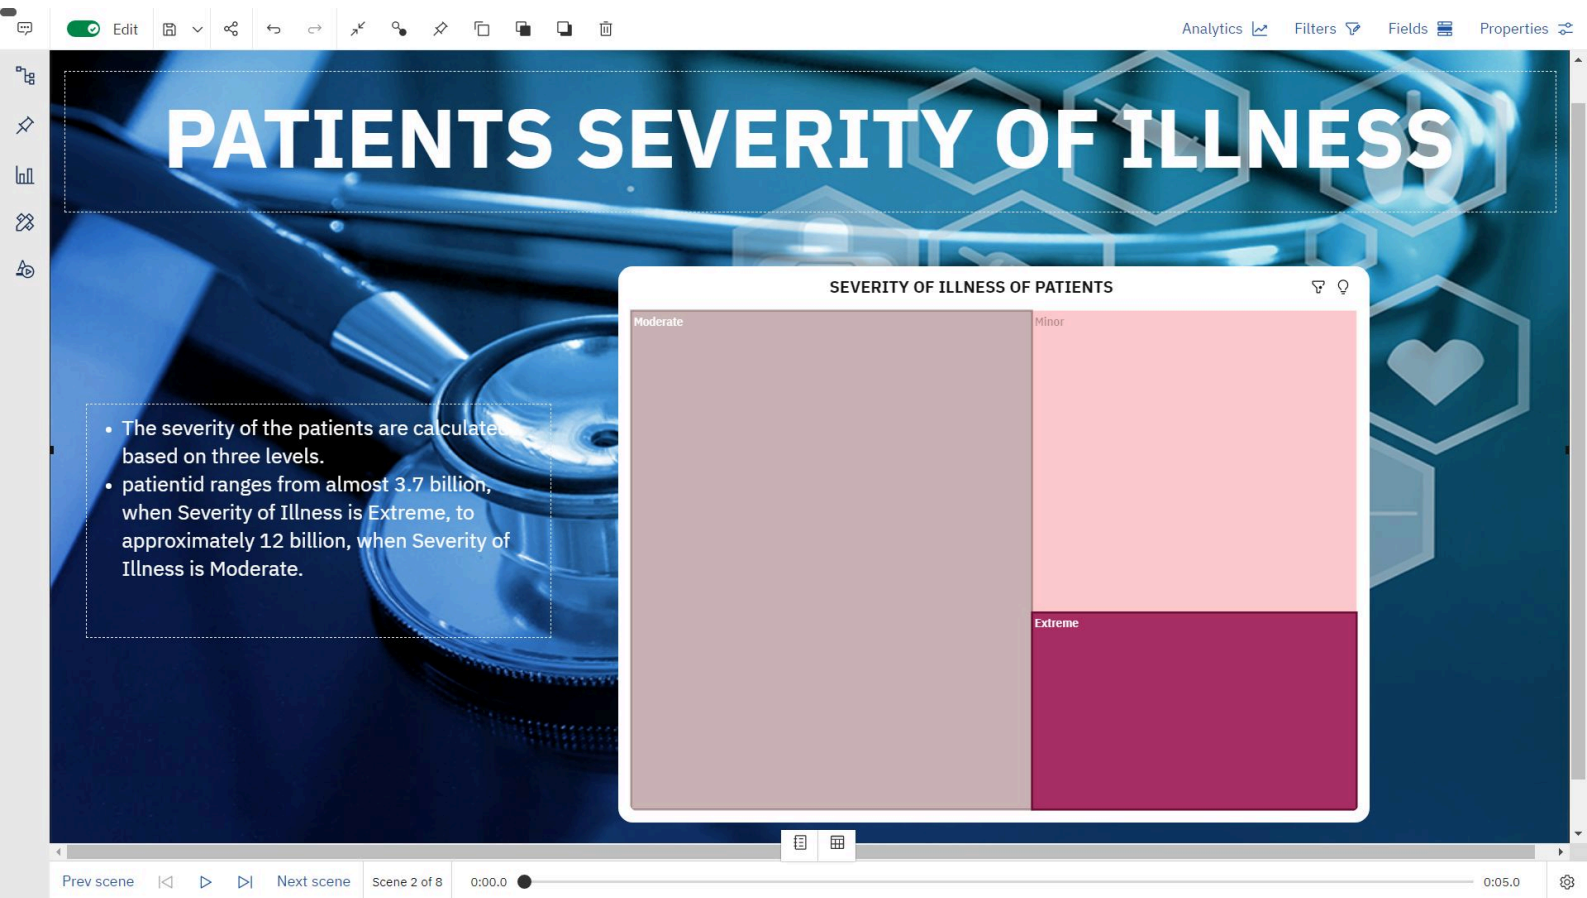 Edit
Analytics
Filters
Fields
Properties
PATIENTS SEVERITY OF ILLNESS
SEVERITY OF ILLNESS OF PATIENTS
Moderate
Minor
Extreme
• The severity of the patients are calculated
based on three levels.
• patientid ranges from almost 3.7 billion,
when Severity of Illness is Extreme, to
approximately 12 billion, when Severity of
Illness is Moderate.
Prev scene
Next scene
Scene 2 of 8
0:00.0
0:05.0